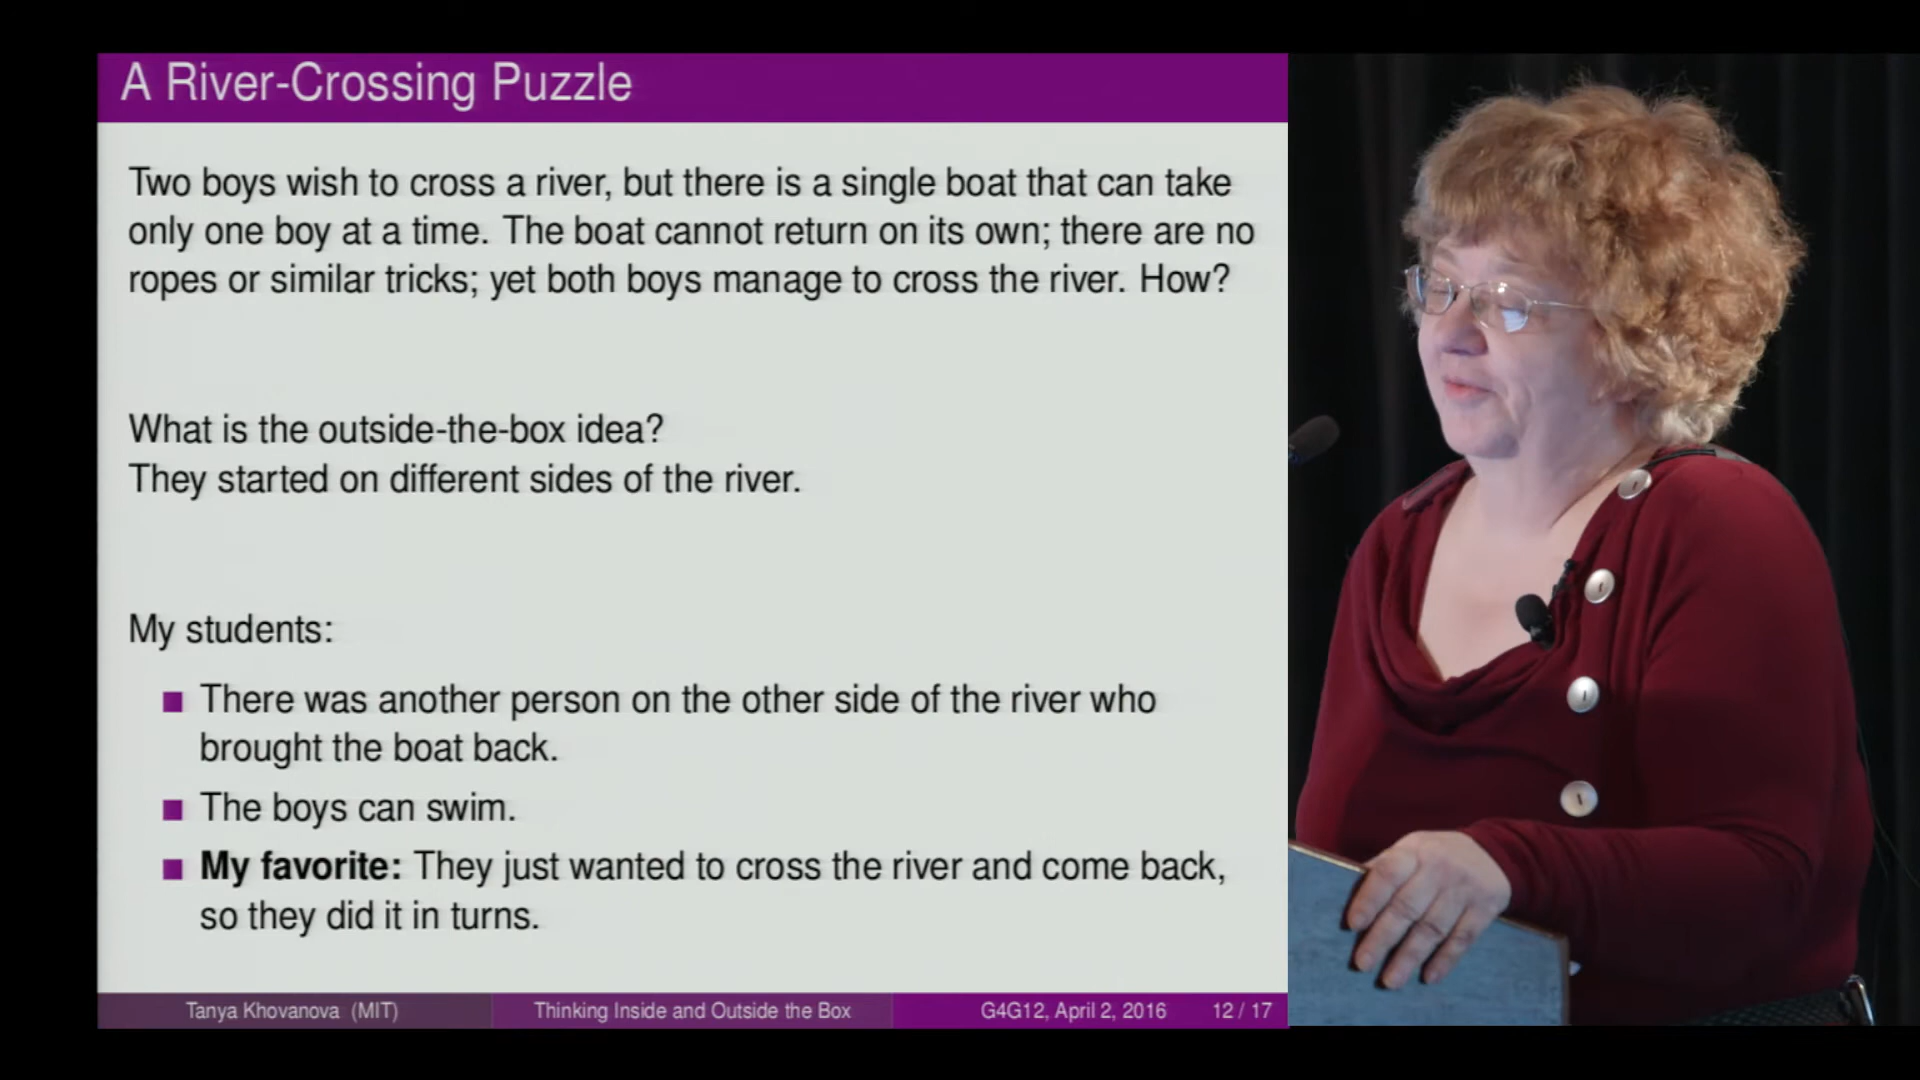 A River-Crossing Puzzle
Two boys wish to cross a river, but there is a single boat that can take
only one boy at a time. The boat cannot return on its own; there are no
ropes or similar tricks; yet both boys manage to cross the river. How?
What is the outside-the-box idea?
They started on different sides of the river.
My students:
There was another person on the other side of the river who
brought the boat back.
The boys can swim.
My favorite: They just wanted to cross the river and come back,
so they did it in turns.
Tanya Khovanova (MIT) Thinking Inside and Outside the Box G4G12, April 2, 2016 12 / 17